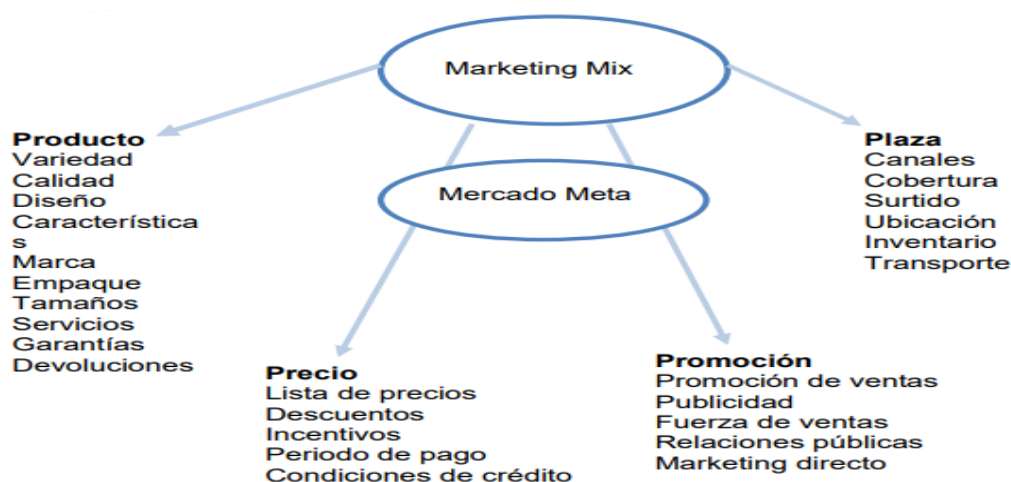 Marketing Mix
Mercado Meta
Producto
Variedad
Calidad
Diseño
Característica
s
Marca
Empaque
Tamaños
Servicios
Garantías
Devoluciones
Precio
Lista de precios
Descuentos
Incentivos
Periodo de pago
Condiciones de crédito
Promoción
Promoción de ventas
Publicidad
Fuerza de ventas
Relaciones públicas
Marketing directo
Plaza
Canales
Cobertura
Surtido
Ubicación
Inventario
Transporte